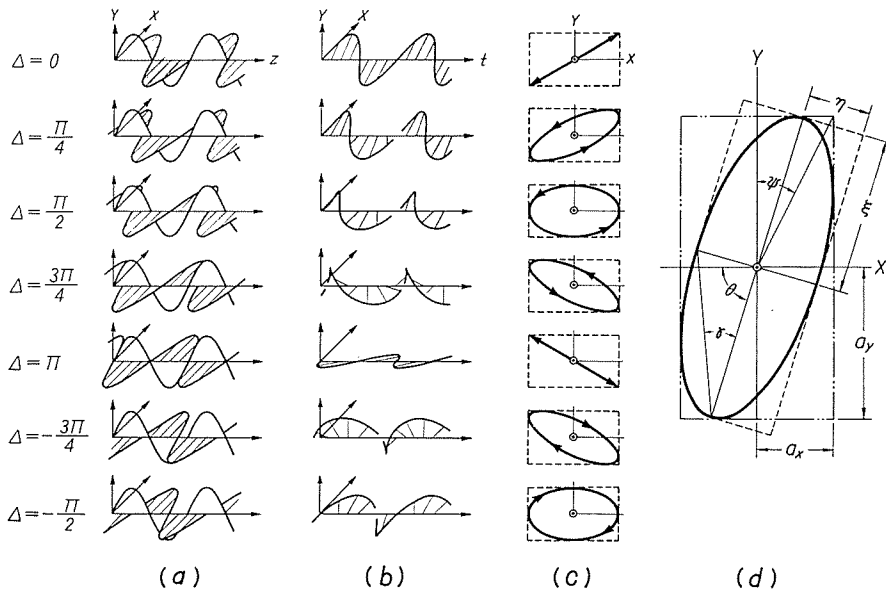 Y X Z
Y X t
Y X
Δ = 0
Δ = π/4
Δ = π/2
Δ = 3π/4
Δ = π
Δ = -3π/4
Δ = -π/2
Y
η
ψ
ξ
X
θ
γ
a_y
a_x
(a) (b) (c) (d)